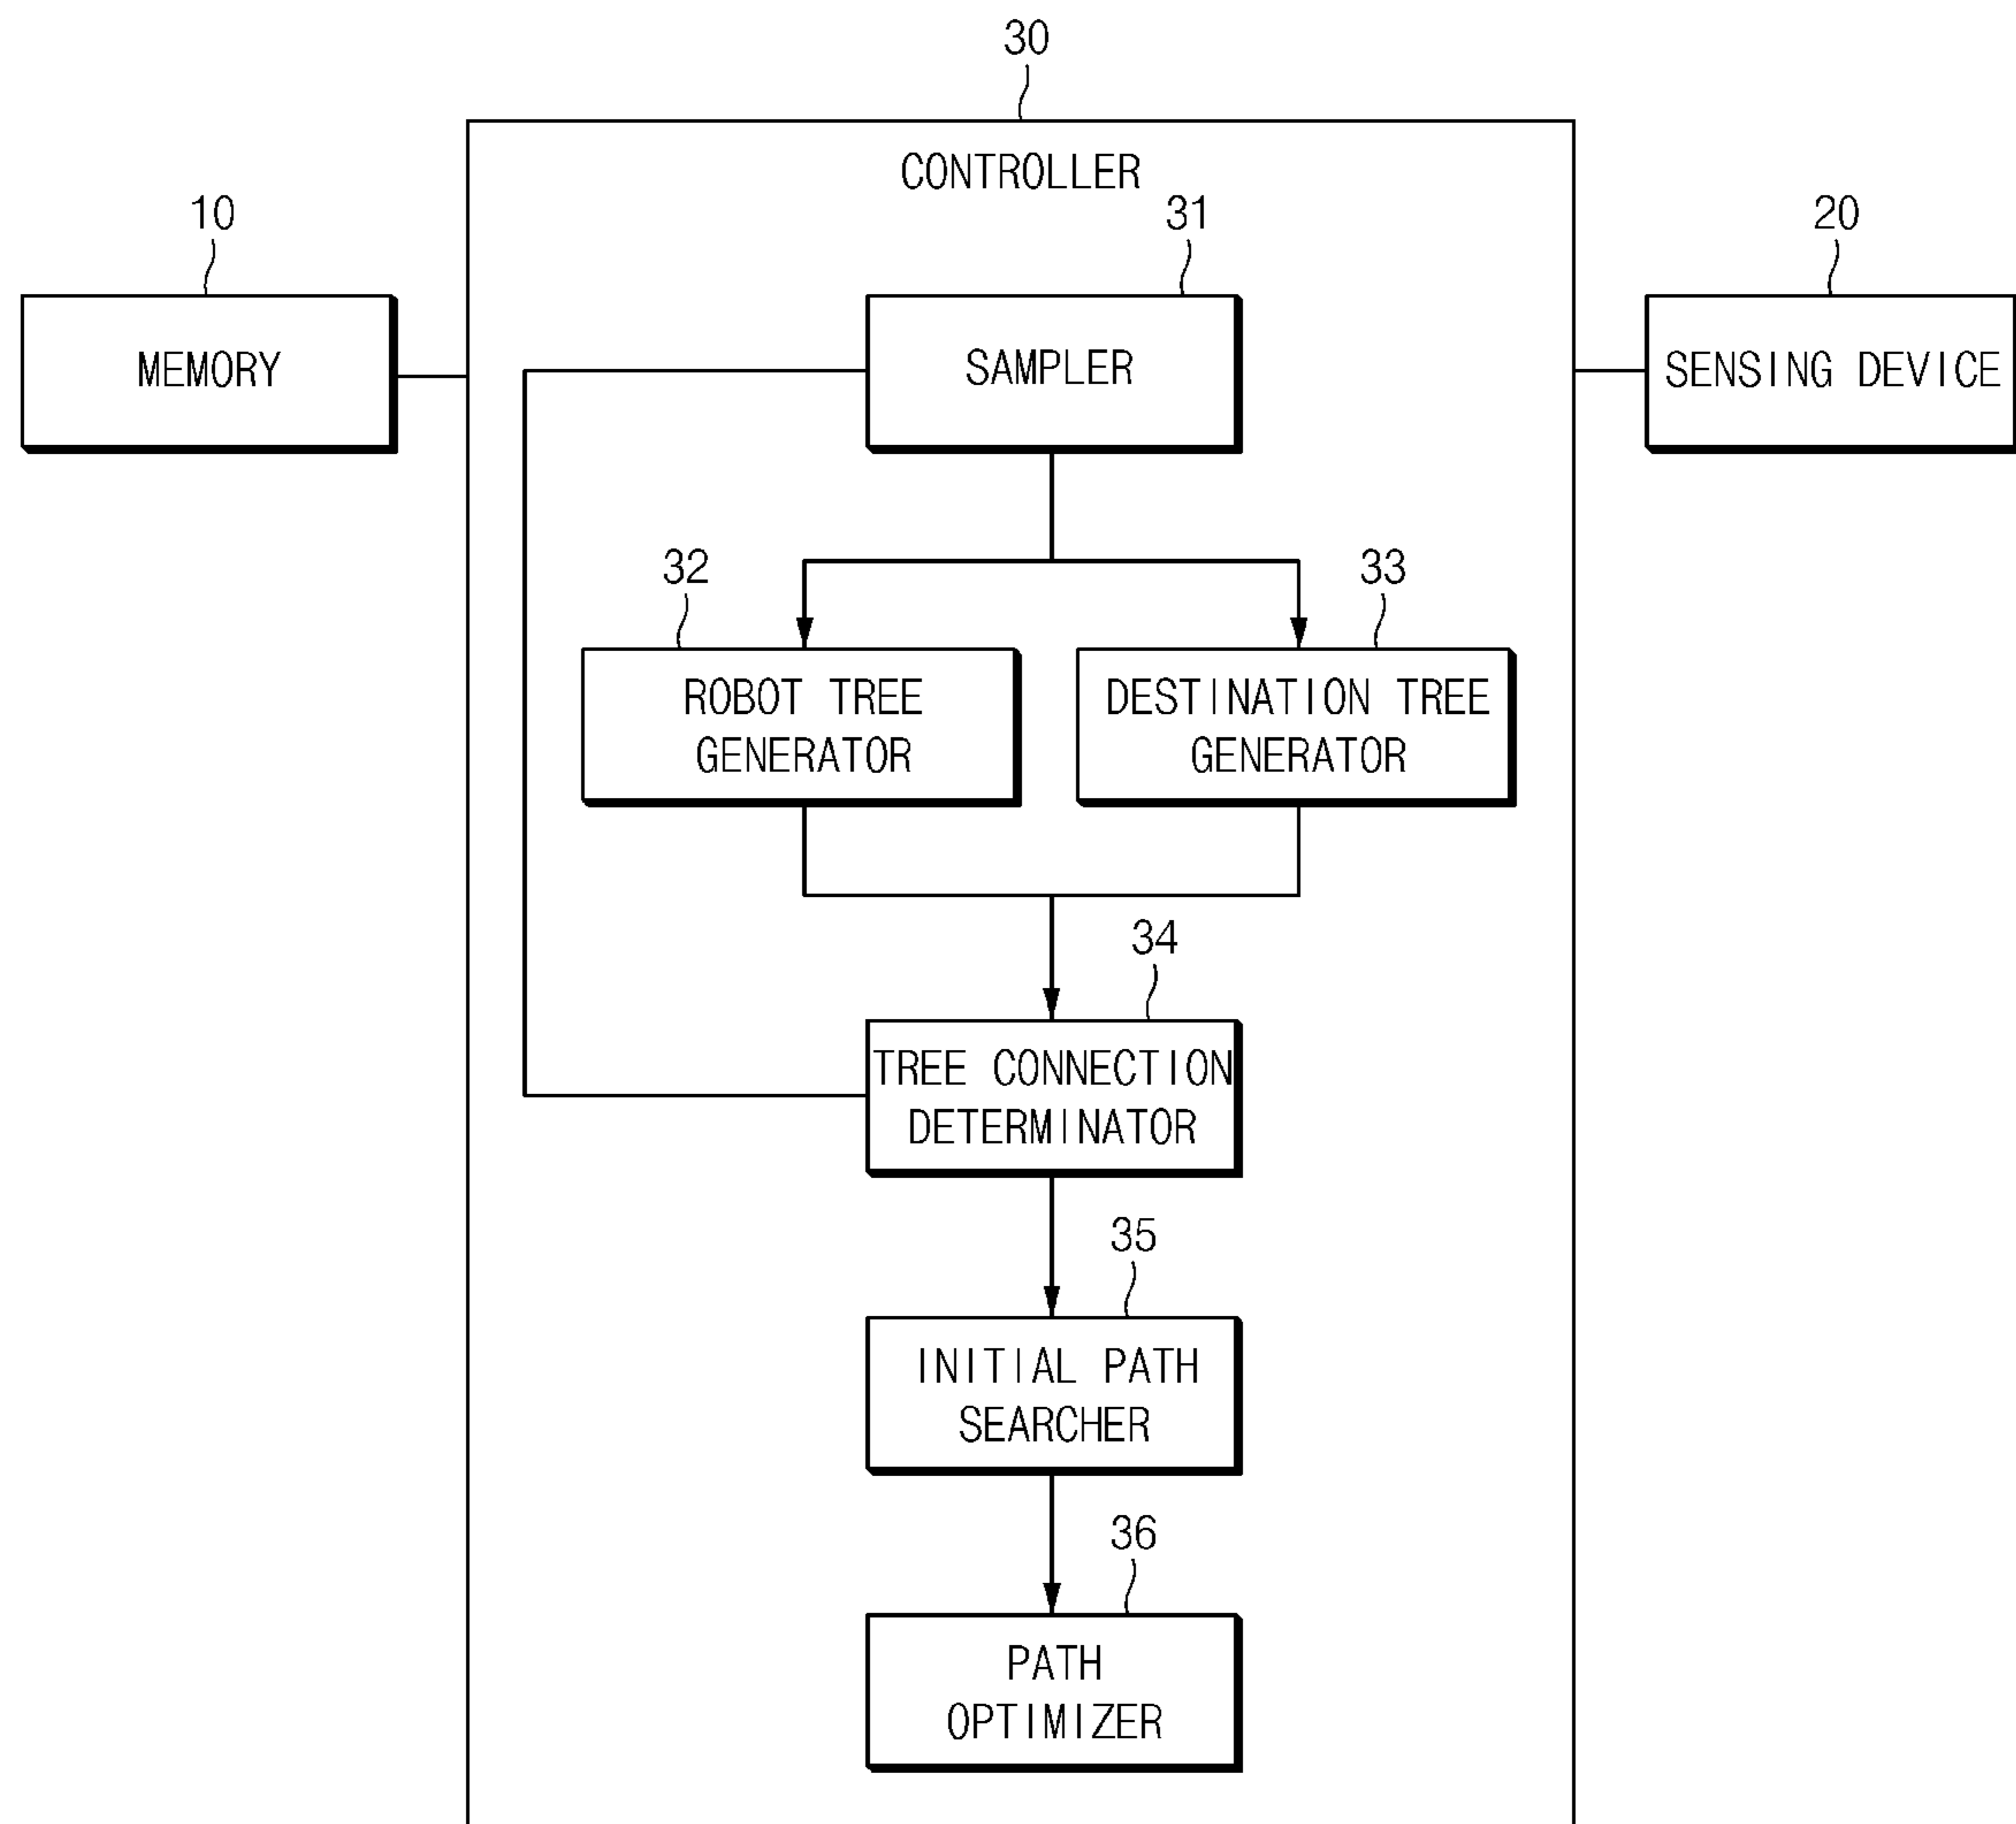 30
CONTROLLER
10
31
20
MEMORY
SAMPLER
SENSING DEVICE
32
33
ROBOT TREE
GENERATOR
DESTINATION TREE
GENERATOR
34
TREE CONNECTION
DETERMINATOR
35
INITIAL PATH
SEARCHER
36
PATH
OPTIMIZER